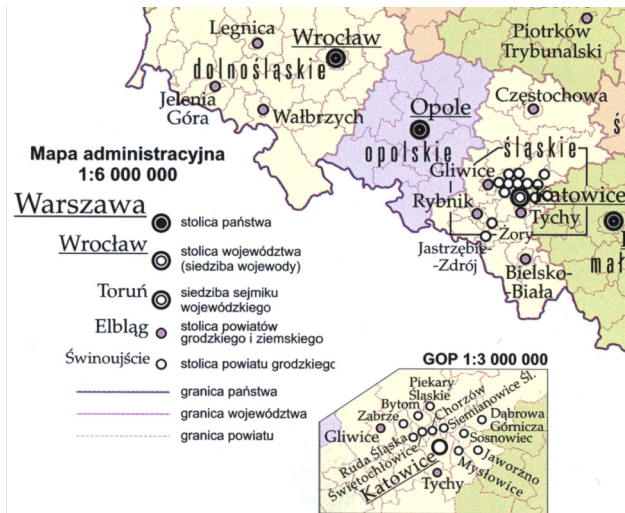 Legnica
Wrocław
Piotrków
Trybunalski
dolnośląskie
Jelenia
Góra
Wałbrzych
Opole
opolskie
Częstochowa
śląskie
Gliwice
Katowice
Rybnik
Tychy
Żory
Jastrzębie-
-Zdrój
Bielsko-
-Biała
mał
Mapa administracyjna
1:6 000 000
Warszawa stolica państwa
Wrocław stolica województwa
(siedziba wojewody)
Toruń siedziba sejmiku
wojewódzkiego
Elbląg stolica powiatów
grodzkiego i ziemskiego
Świnoujście stolica powiatu grodzkiego
granica państwa
granica województwa
granica powiatu
GOP 1:3 000 000
Piekary
Śląskie
Bytom
Zabrze
Chorzów
Siemianowice Śl.
Gliwice
Dąbrowa
Górnicza
Sosnowiec
Ruda Śląska
Świętochłowice
Katowice
Jaworzno
Mysłowice
Tychy